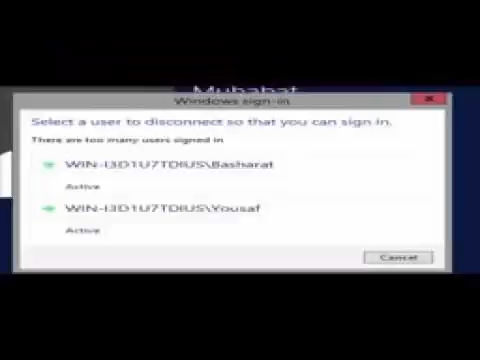 Muhabat
Windows sign-in
Select a user to disconnect so that you can sign in.
There are too many users signed in
WIN-I3D1U7TDIUS\Basharat
Active
WIN-I3D1U7TDIUS\Yousaf
Active
Cancel